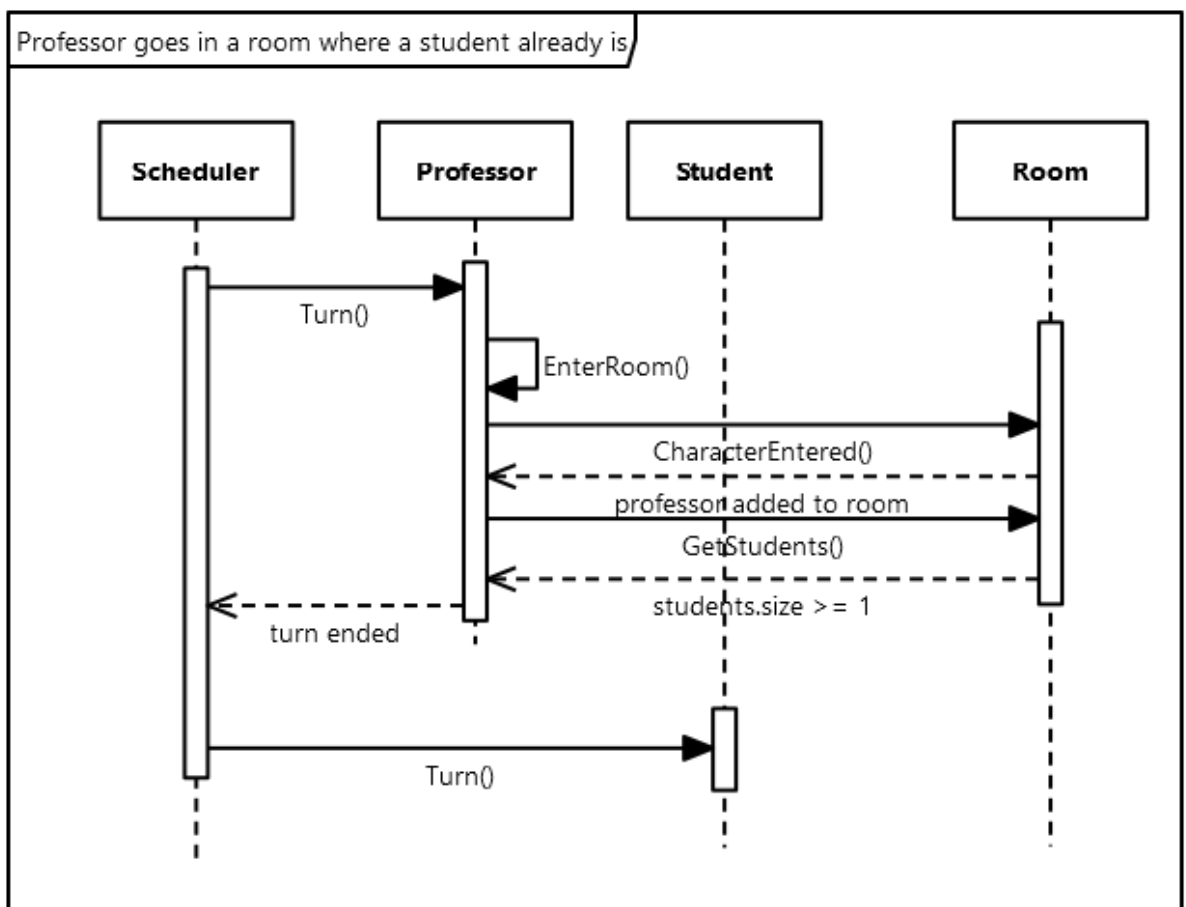 Professor goes in a room where a student already is
Scheduler
Professor
Student
Room
Turn()
EnterRoom()
CharacterEntered()
professor added to room
GetStudents()
students.size >= 1
turn ended
Turn()